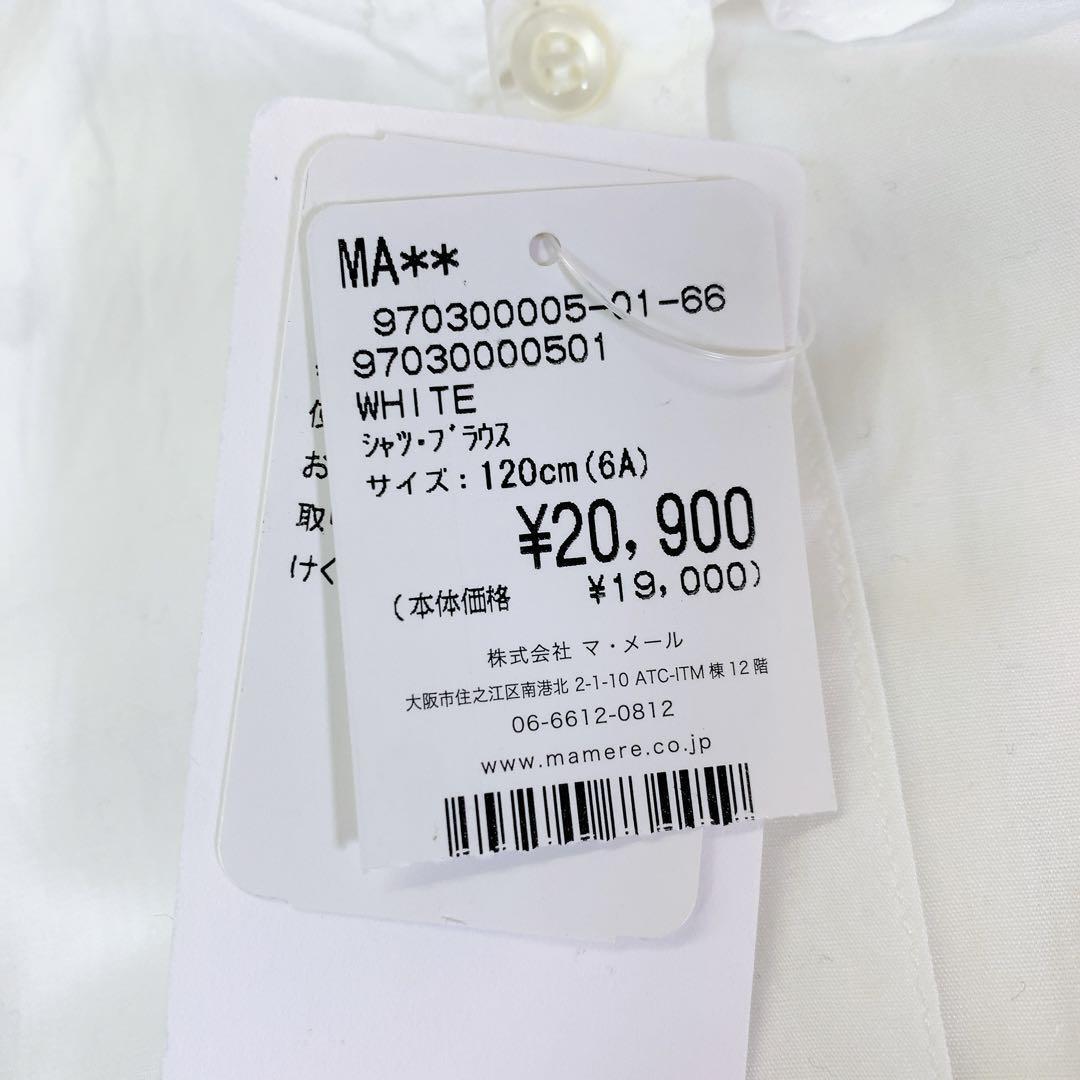 MA**
970300005-01-66
97030000501
WHITE
シャツ・ブラウス
サイズ：120cm(6A)
¥20,900
(本体価格 ¥19,000)
株式会社 マ・メール
大阪市住之江区南港北 2-1-10 ATC-ITM 棟 12 階
06-6612-0812
www.mamere.co.jp
お
取
けく